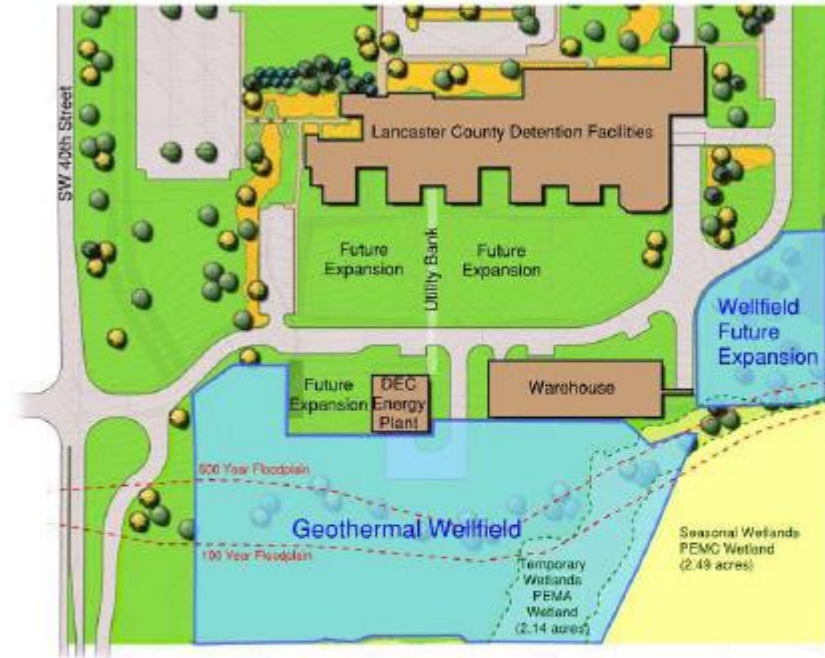 SW 40th Street
Lancaster County Detention Facilities
Future
Expansion
Utility Bank
Future
Expansion
Wellfield
Future
Expansion
Future
Expansion
DEC
Energy
Plant
Warehouse
500 Year Floodplain
Geothermal Wellfield
100 Year Floodplain
Seasonal Wetlands
PEMC Wetland
(2.49 acres)
Temporary
Wetlands
PEMA
Wetland
(2.14 acres)